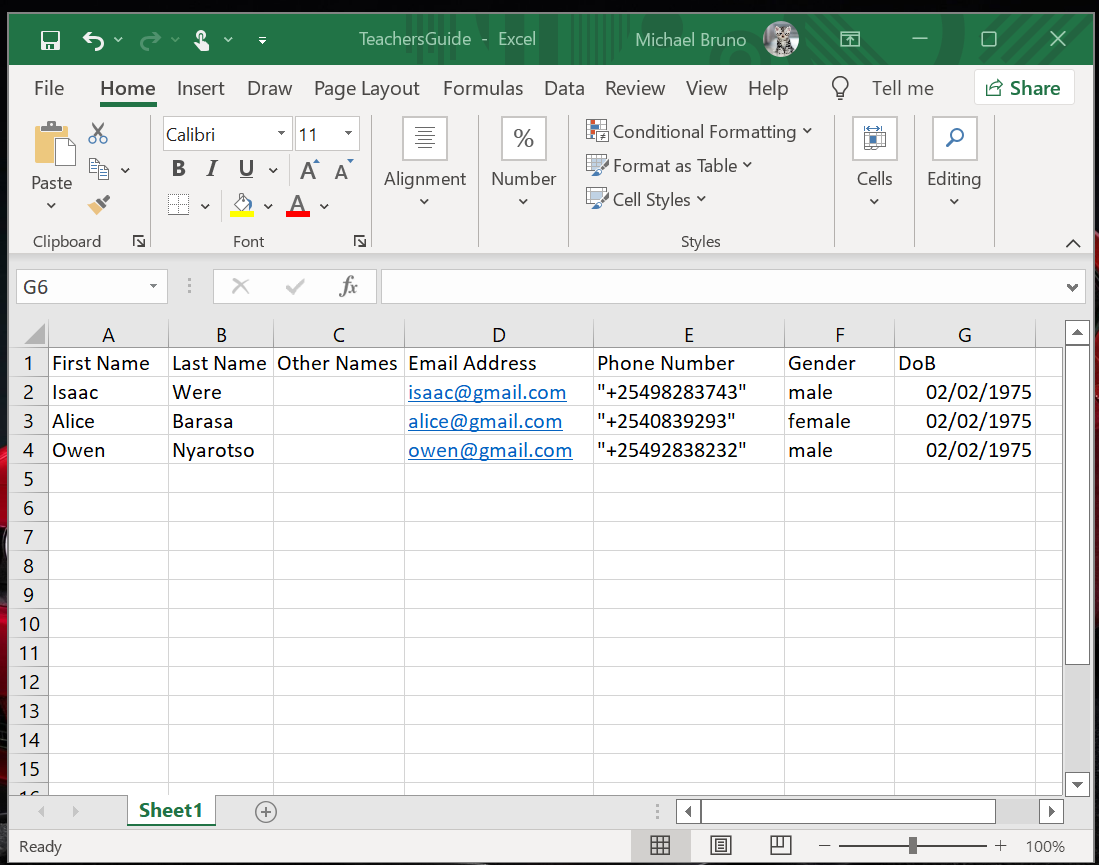 TeachersGuide - Excel Michael Bruno
File Home Insert Draw Page Layout Formulas Data Review View Help Tell me Share
Calibri 11
Paste
B I U A A
A
Clipboard
Font
Alignment
%
Number
Conditional Formatting
Format as Table
Cell Styles
Styles
Cells
Editing
G6 fx
A B C D E F G
1 First Name Last Name Other Names Email Address Phone Number Gender DoB
2 Isaac Were isaac@gmail.com "+25498283743" male 02/02/1975
3 Alice Barasa alice@gmail.com "+2540839293" female 02/02/1975
4 Owen Nyarotso owen@gmail.com "+25492838232" male 02/02/1975
5
6
7
8
9
10
11
12
13
14
15
16
Sheet1
Ready 100%